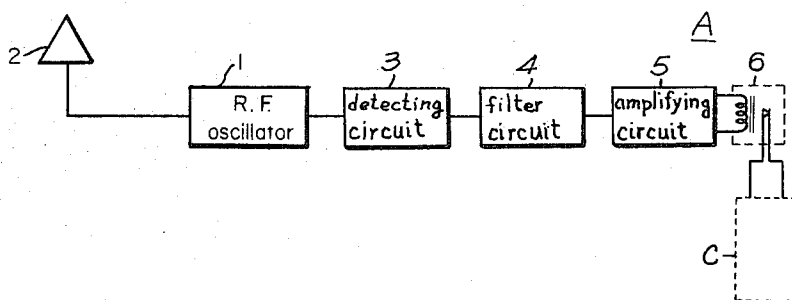 A
2
1
3
4
5
6
R. F.
oscillator
detecting
circuit
filter
circuit
amplifying
circuit
C